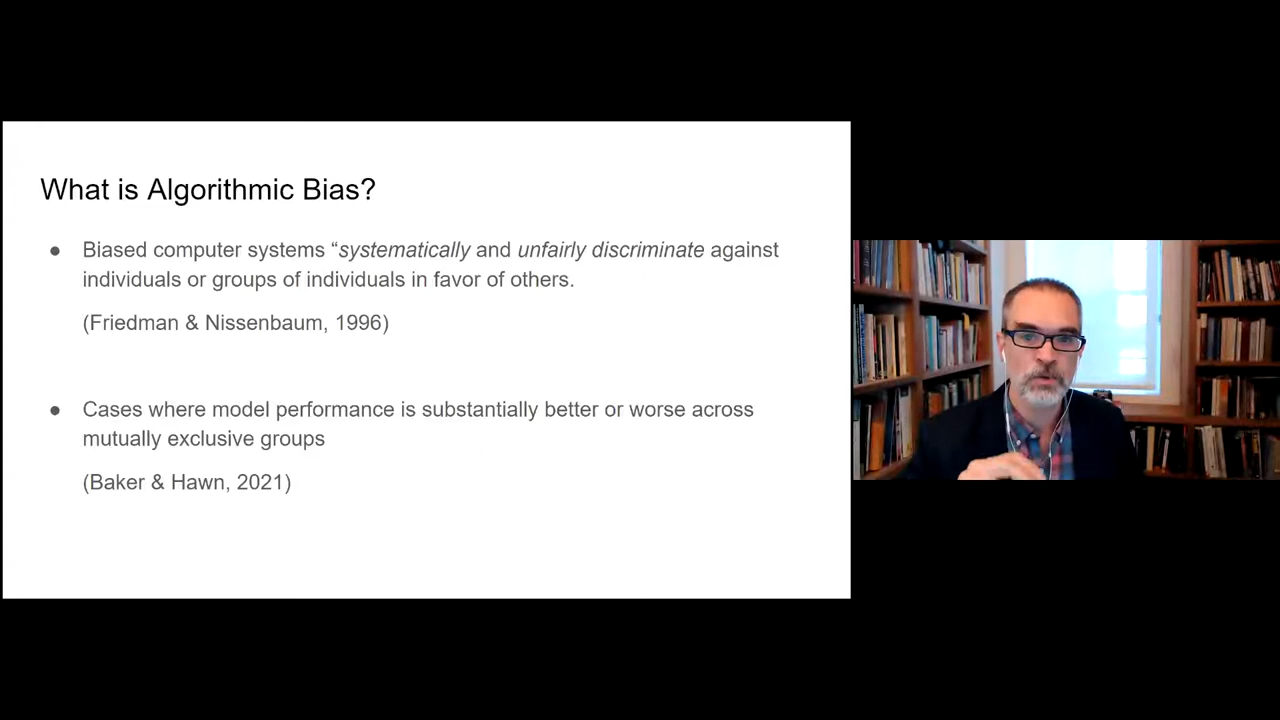 What is Algorithmic Bias?
● Biased computer systems “systematically and unfairly discriminate against
individuals or groups of individuals in favor of others.
(Friedman & Nissenbaum, 1996)
● Cases where model performance is substantially better or worse across
mutually exclusive groups
(Baker & Hawn, 2021)